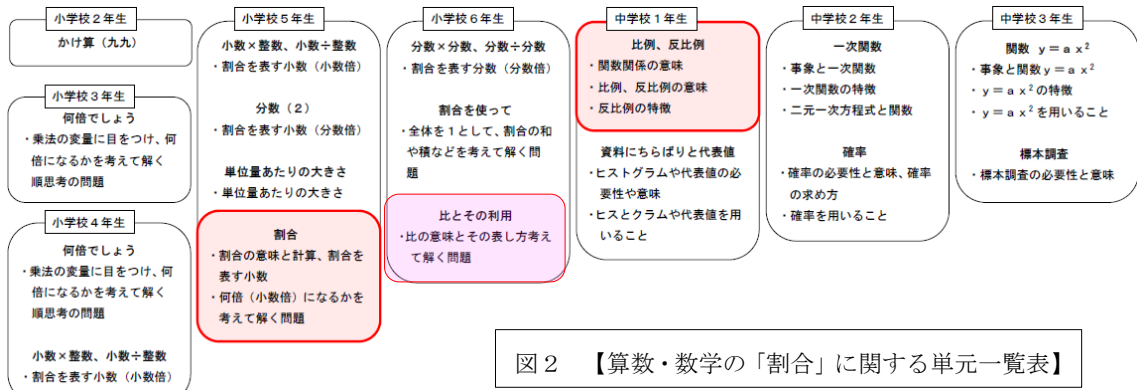 小学校２年生
かけ算（九九）
小学校３年生
何倍でしょう
・乗法の変量に目をつけ、何
倍になるかを考えて解く
順思考の問題
小学校４年生
何倍でしょう
・乗法の変量に目をつけ、何
倍になるかを考えて解く
順思考の問題
小数×整数、小数÷整数
・割合を表す小数（小数倍）
小学校５年生
小数×整数、小数÷整数
・割合を表す小数（小数倍）
分数（２）
・割合を表す小数（分数倍）
単位量あたりの大きさ
・単位量あたりの大きさ
割合
・割合の意味と計算、割合を
表す小数
・何倍（小数倍）になるかを
考えて解く問題
小学校６年生
分数×分数、分数÷分数
・割合を表す分数（分数倍）
割合を使って
・全体を１として、割合の和
や積などを考えて解く問
題
比とその利用
・比の意味とその表し方考え
て解く問題
中学校１年生
比例、反比例
・関数関係の意味
・比例、反比例の意味
・反比例の特徴
資料にちらばりと代表値
・ヒストグラムや代表値の必
要性や意味
・ヒスとクラムや代表値を用
いること
中学校２年生
一次関数
・事象と一次関数
・一次関数の特徴
・二元一次方程式と関数
確率
・確率の必要性と意味、確率
の求め方
・確率を用いること
中学校３年生
関数 ｙ＝ａｘ²
・事象と関数ｙ＝ａｘ²
・ｙ＝ａｘ²の特徴
・ｙ＝ａｘ²を用いること
標本調査
・標本調査の必要性と意味
図２ 【算数・数学の「割合」に関する単元一覧表】